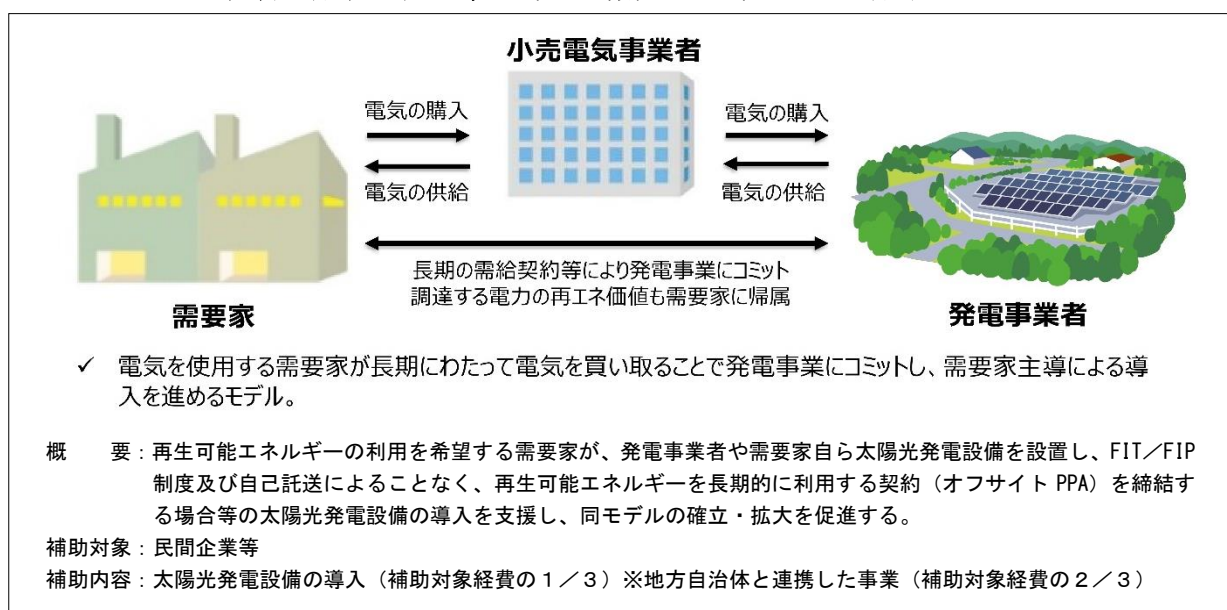 小売電気事業者
電気の購入
電気の供給
電気の購入
電気の供給
長期の需給契約等により発電事業にコミット
調達する電力の再エネ価値も需要家に帰属
需要家
発電事業者
✓ 電気を使用する需要家が長期にわたって電気を買い取ることで発電事業にコミットし、需要家主導による導
入を進めるモデル。
概　　要：再生可能エネルギーの利用を希望する需要家が、発電事業者や需要家自ら太陽光発電設備を設置し、FIT／FIP
制度及び自己託送によることなく、再生可能エネルギーを長期的に利用する契約（オフサイト PPA）を締結す
る場合等の太陽光発電設備の導入を支援し、同モデルの確立・拡大を促進する。
補助対象：民間企業等
補助内容：太陽光発電設備の導入（補助対象経費の１／３）※地方自治体と連携した事業（補助対象経費の２／３）